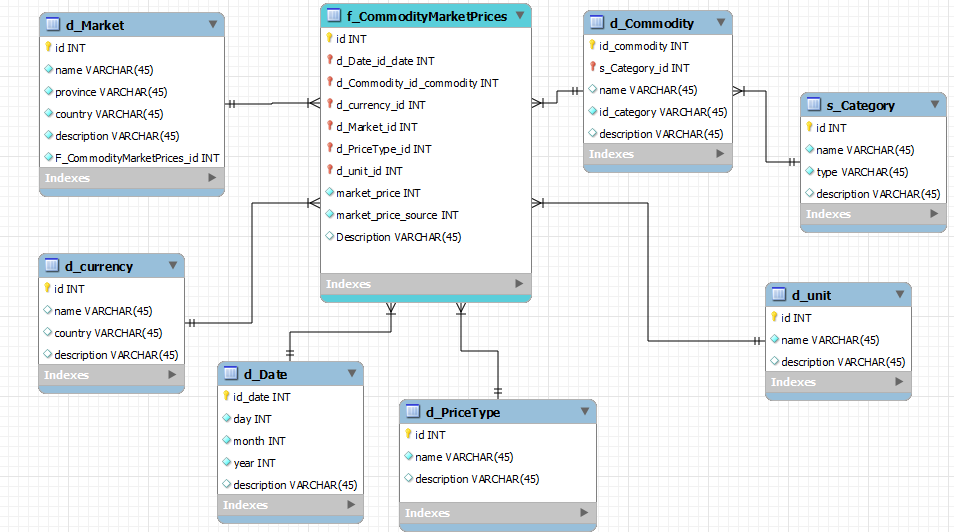 d_Market
id INT
name VARCHAR(45)
province VARCHAR(45)
country VARCHAR(45)
description VARCHAR(45)
F_CommodityMarketPrices_id INT
Indexes
f_CommodityMarketPrices
id INT
d_Date_id_date INT
d_Commodity_id_commodity INT
d_currency_id INT
d_Market_id INT
d_PriceType_id INT
d_unit_id INT
market_price INT
market_price_source INT
Description VARCHAR(45)
Indexes
d_Commodity
id_commodity INT
s_Category_id INT
name VARCHAR(45)
id_category VARCHAR(45)
description VARCHAR(45)
Indexes
s_Category
id INT
name VARCHAR(45)
type VARCHAR(45)
description VARCHAR(45)
Indexes
d_currency
id INT
name VARCHAR(45)
country VARCHAR(45)
description VARCHAR(45)
Indexes
d_Date
id_date INT
day INT
month INT
year INT
description VARCHAR(45)
Indexes
d_PriceType
id INT
name VARCHAR(45)
description VARCHAR(45)
Indexes
d_unit
id INT
name VARCHAR(45)
description VARCHAR(45)
Indexes